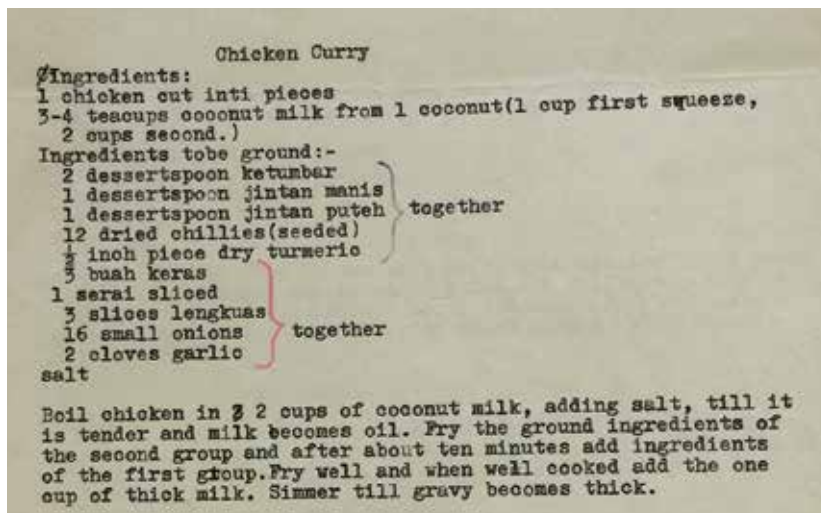 Chicken Curry
Ingredients:
1 chicken cut inti pieces
3-4 teacups coconut milk from 1 coconut(1 cup first squeeze,
2 cups second.)
Ingredients tobe ground:-
2 dessertspoon ketumbar
1 dessertspoon jintan manis
1 dessertspoon jintan puteh
together
12 dried chillies(seeded)
½ inch piece dry turmeric
3 buah keras
1 serai sliced
3 slices lengkuas
16 small onions
together
2 cloves garlic
salt
Boil chicken in 2 cups of coconut milk, adding salt, till it
is tender and milk becomes oil. Fry the ground ingredients of
the second group and after about ten minutes add ingredients
of the first group.Fry well and when well cooked add the one
cup of thick milk. Simmer till gravy becomes thick.